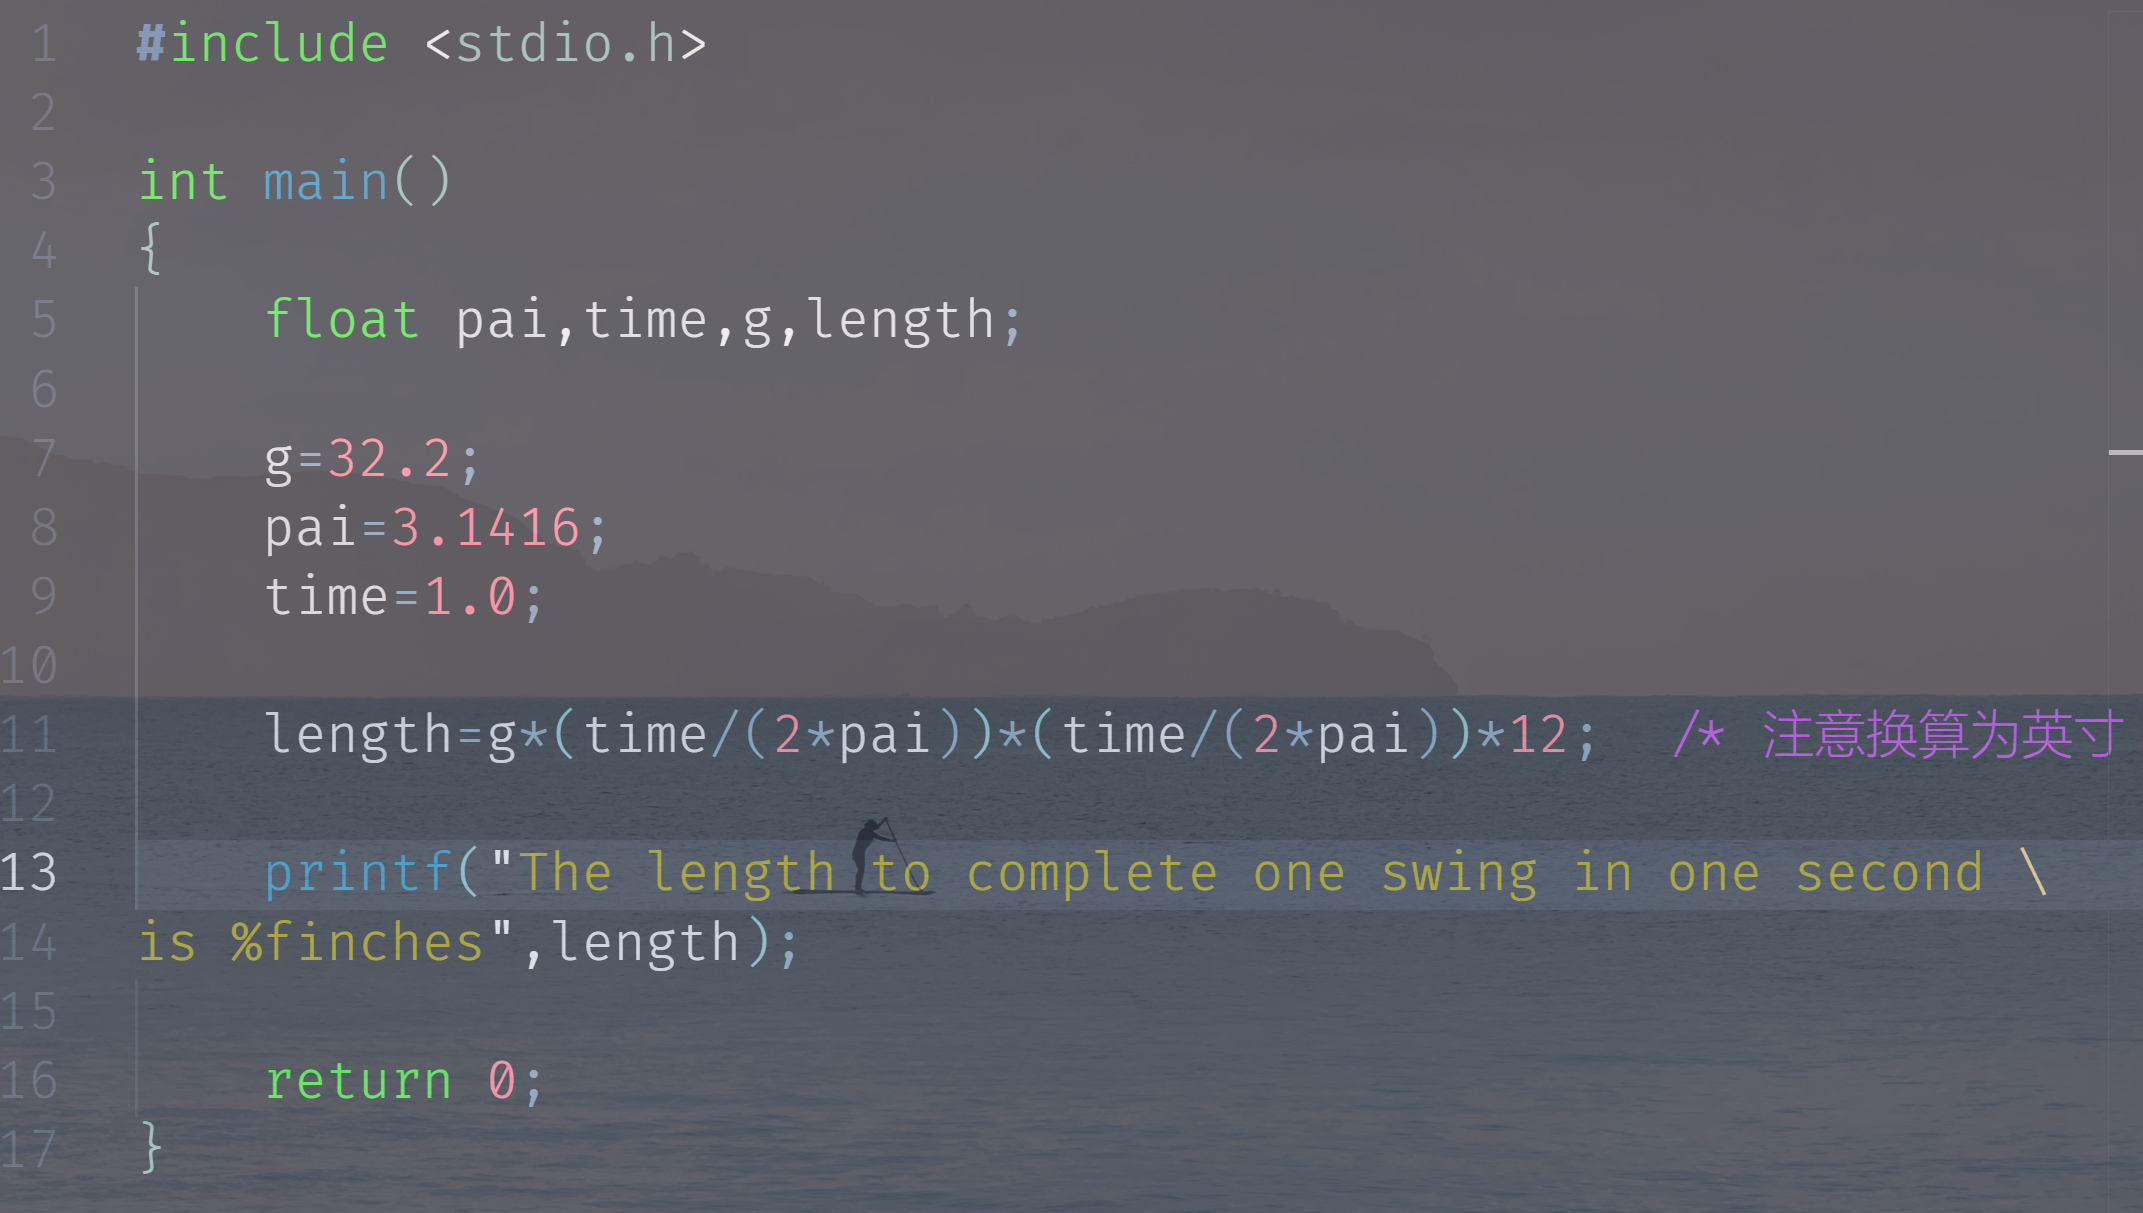 1 #include <stdio.h>
2
3 int main()
4 {
5     float pai,time,g,length;
6
7     g=32.2;
8     pai=3.1416;
9     time=1.0;
10
11     length=g*(time/(2*pai))*(time/(2*pai))*12;  /* 注意换算为英寸
12
13     printf("The length to complete one swing in one second \
14 is %finches",length);
15
16     return 0;
17 }